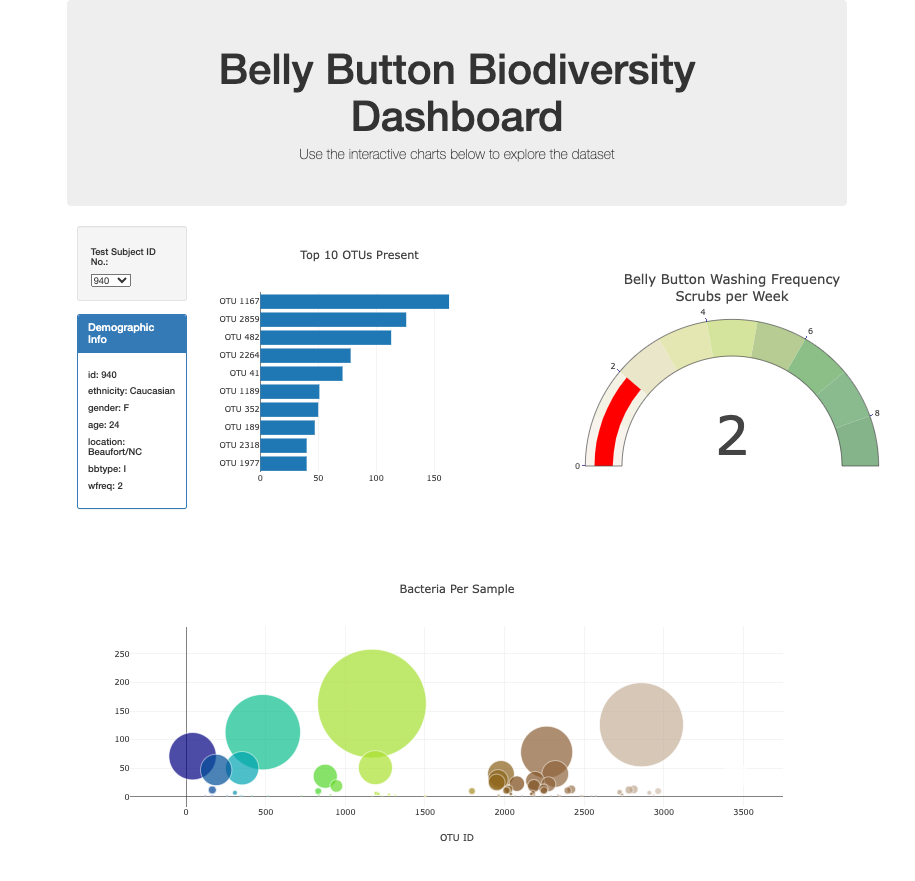 Belly Button Biodiversity
Dashboard
Use the interactive charts below to explore the dataset
Test Subject ID
No.:
940
Demographic
Info
id: 940
ethnicity: Caucasian
gender: F
age: 24
location:
Beaufort/NC
bbtype: I
wfreq: 2
Top 10 OTUs Present
OTU 1167
OTU 2859
OTU 482
OTU 2264
OTU 41
OTU 1189
OTU 352
OTU 189
OTU 2318
OTU 1977
0 50 100 150
Belly Button Washing Frequency
Scrubs per Week
0
2
4
6
8
2
Bacteria Per Sample
250
200
150
100
50
0
0 500 1000 1500 2000 2500 3000 3500
OTU ID